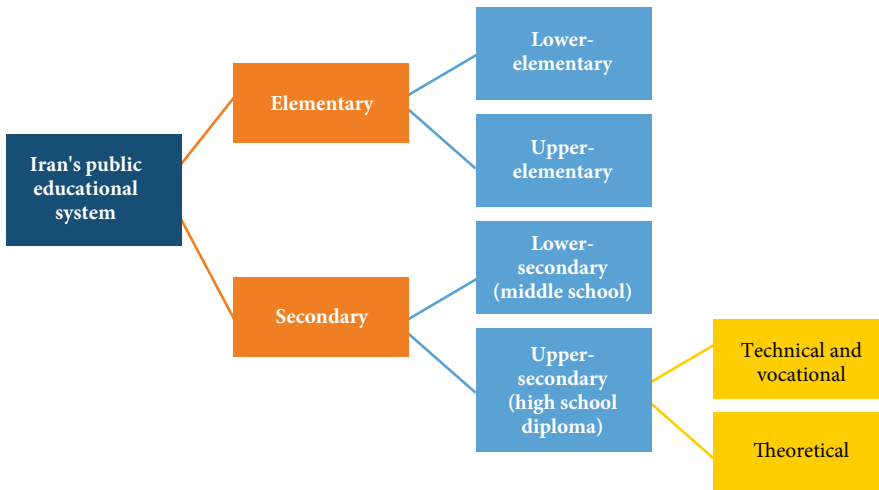 Iran's public
educational
system
Elementary
Secondary
Lower-
elementary
Upper-
elementary
Lower-
secondary
(middle school)
Upper-
secondary
(high school
diploma)
Technical and
vocational
Theoretical